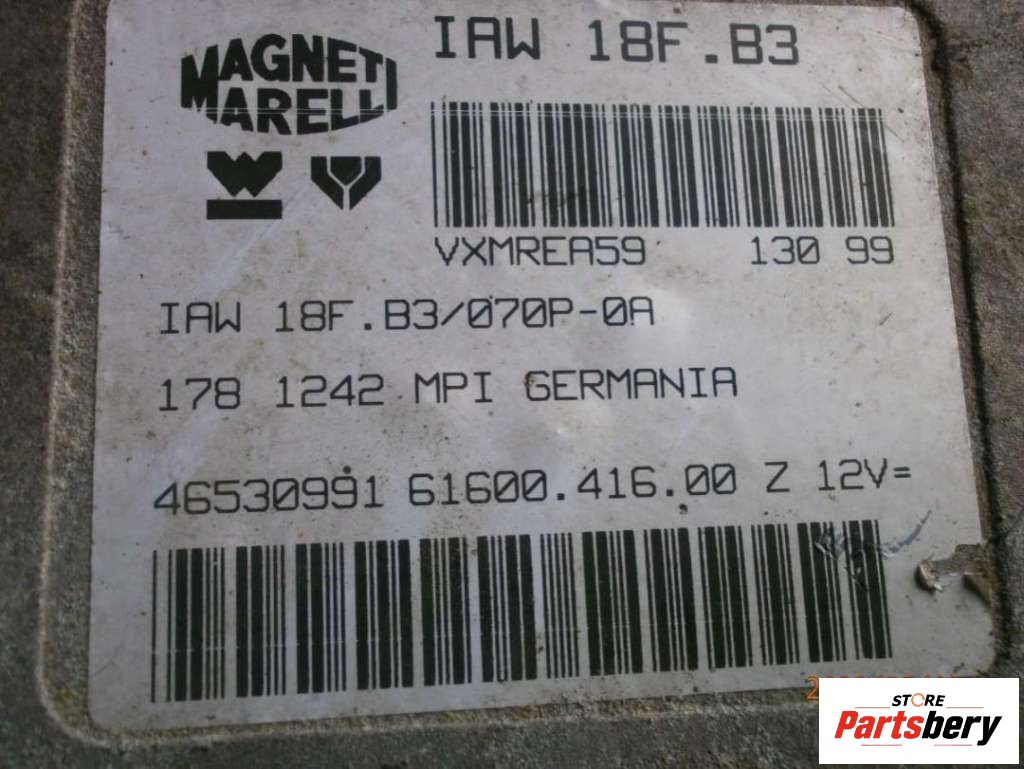 MAGNETI
MARELLI
IAW 18F.B3
VXMREA59 130 99
IAW 18F.B3/070P-0A
178 1242 MPI GERMANIA
46530991 61600.416.00 Z 12V=
STORE
Partsbery